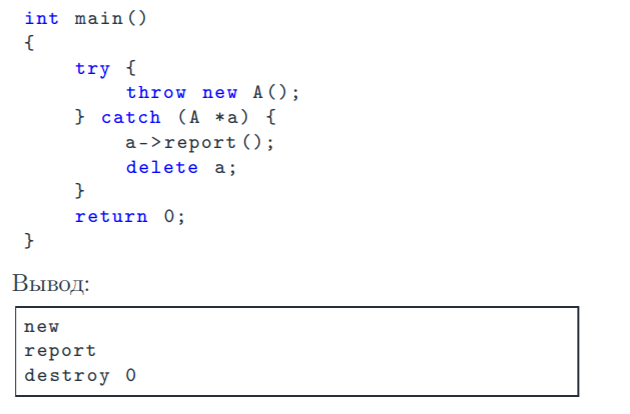 int main()
{
try {
throw new A();
} catch (A *a) {
a->report();
delete a;
}
return 0;
}
Вывод:
new
report
destroy 0